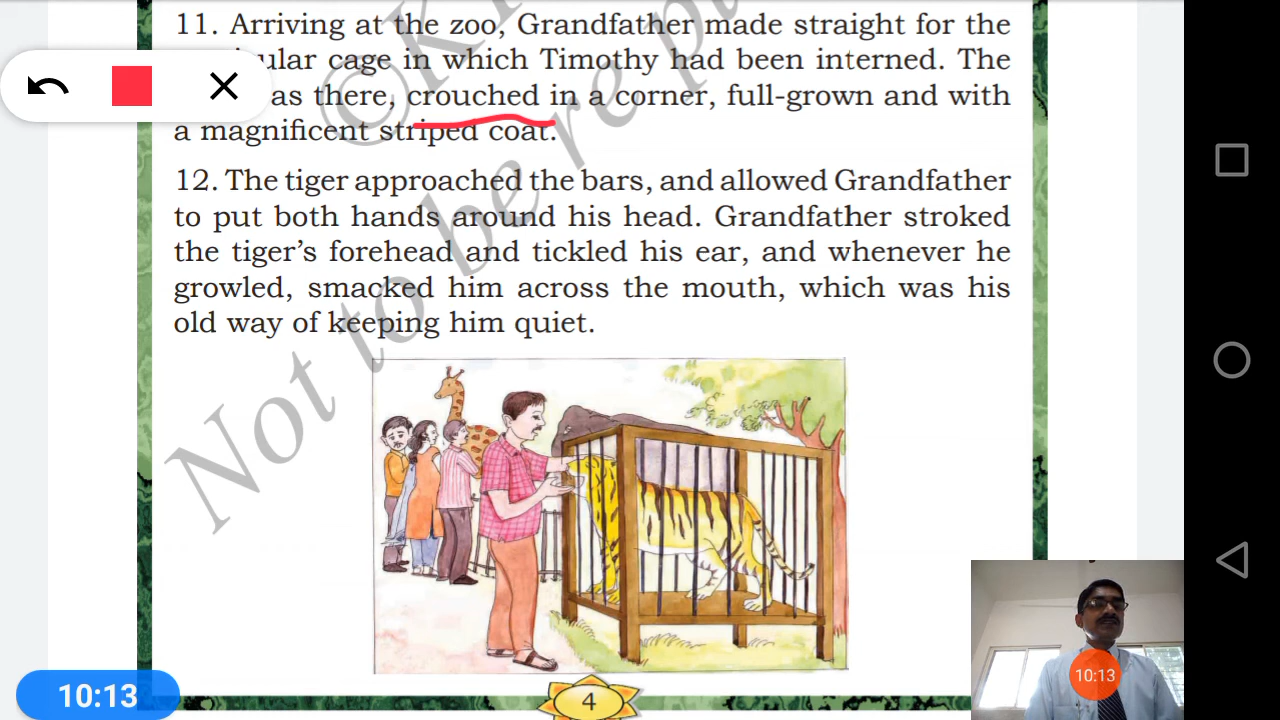 11. Arriving at the zoo, Grandfather made straight for the
cage in which Timothy had been interned. The
as there, crouched in a corner, full-grown and with
a magnificent striped coat.
12. The tiger approached the bars, and allowed Grandfather
to put both hands around his head. Grandfather stroked
the tiger's forehead and tickled his ear, and whenever he
growled, smacked him across the mouth, which was his
old way of keeping him quiet.
©K
Not to be re p
4
10:13
10:13